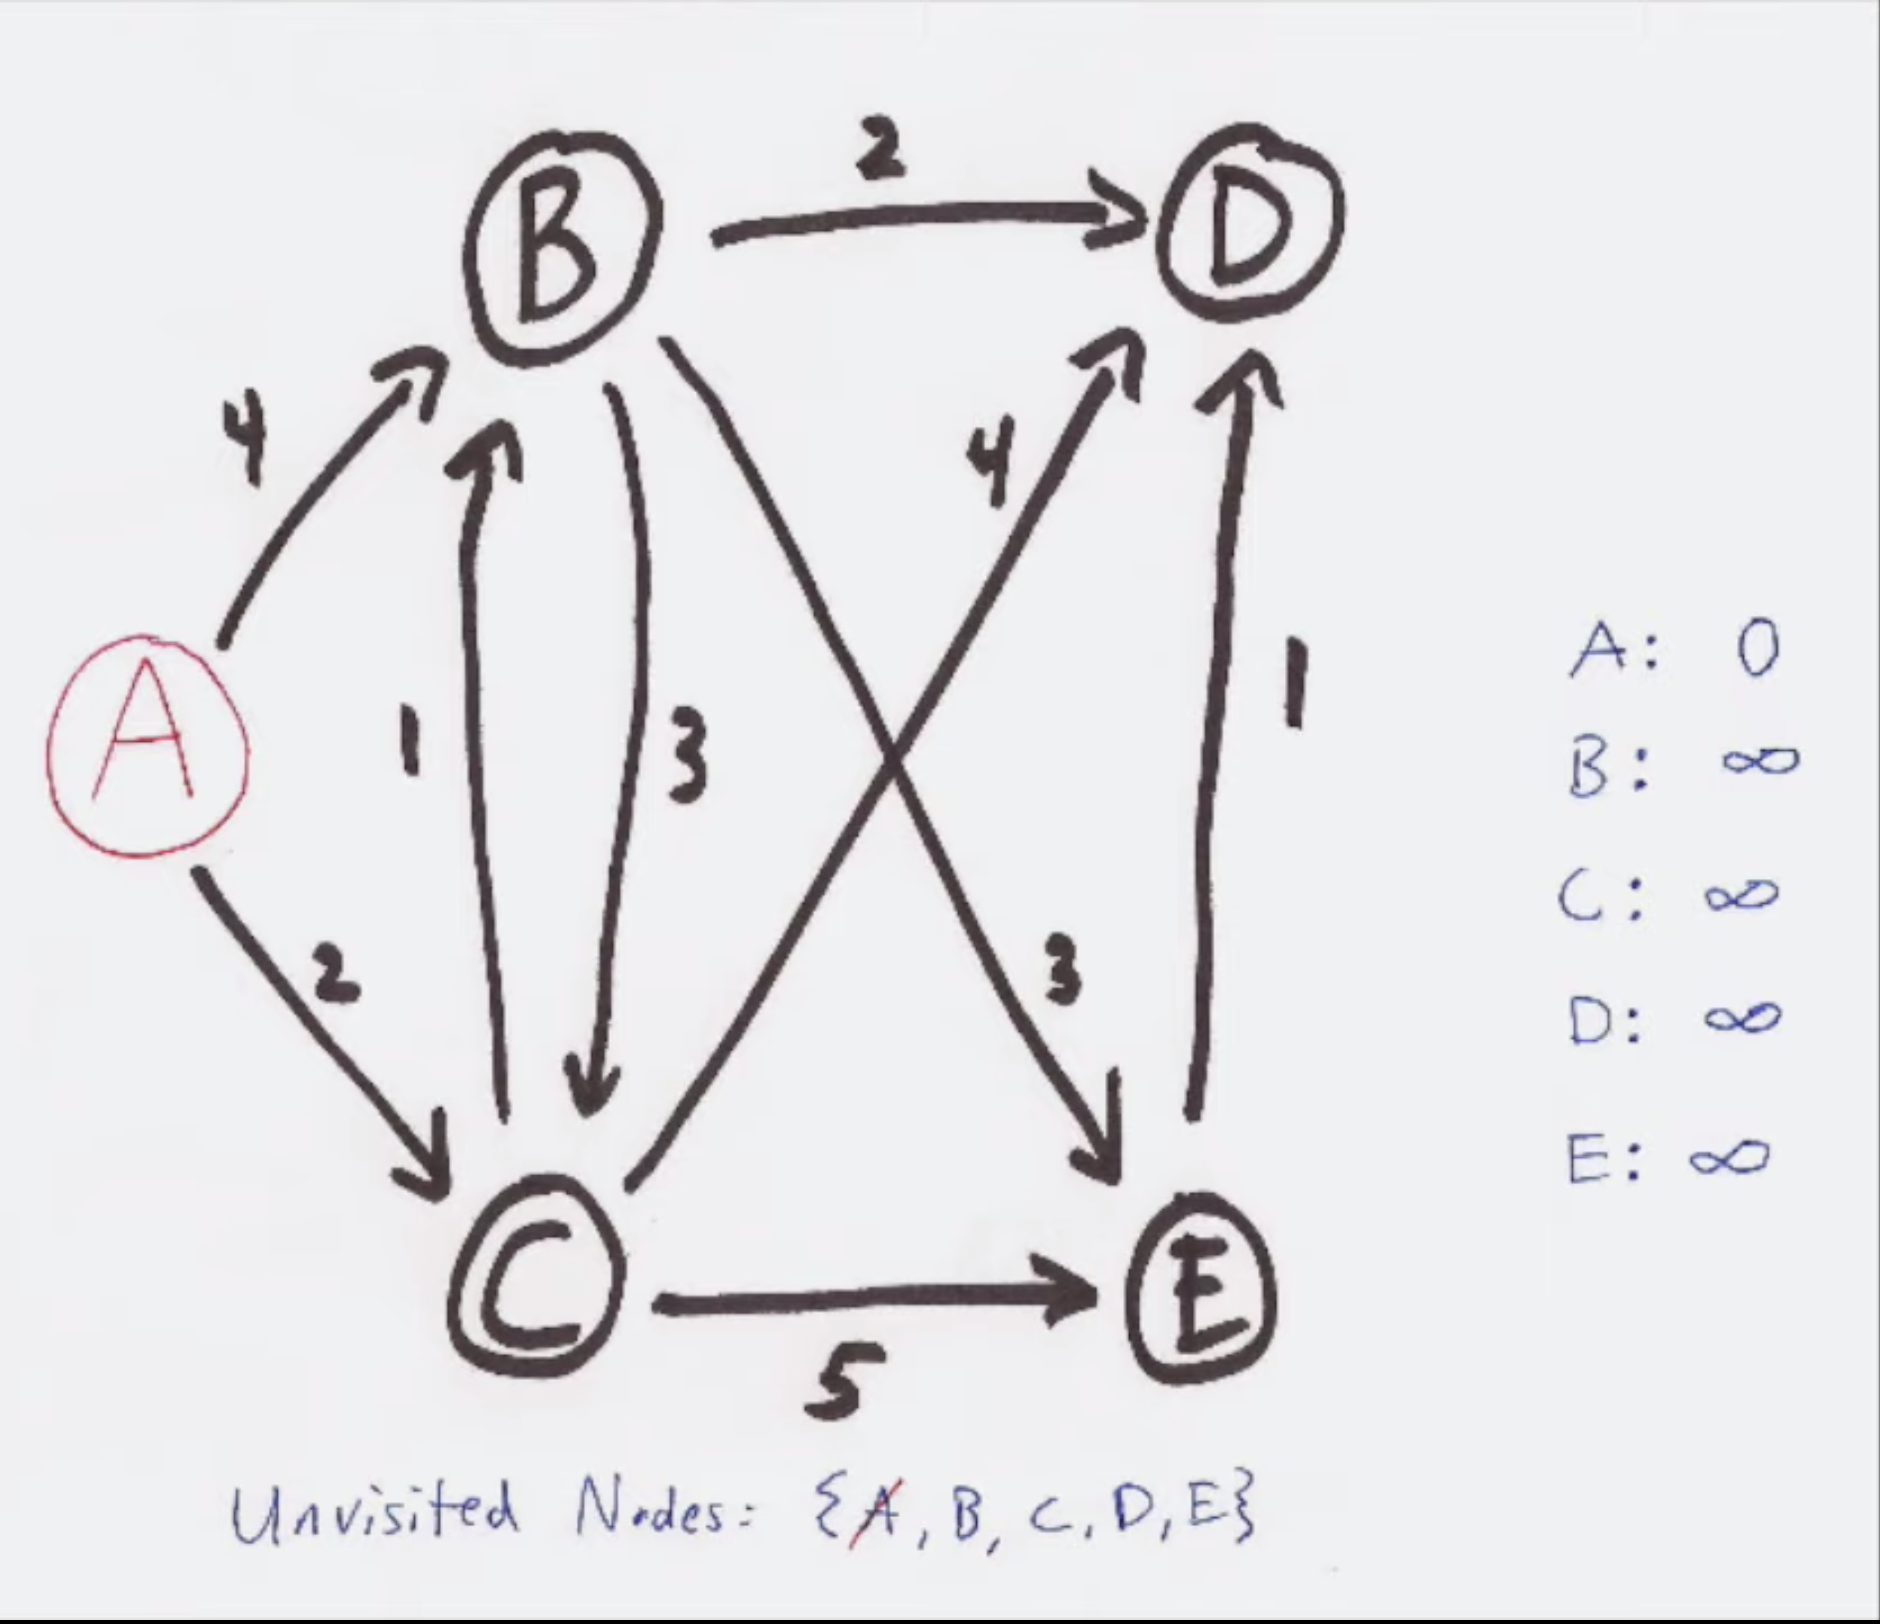 2
B
D
4
4
A
1
3
1
2
3
C
E
5
A: 0
B: ∞
C: ∞
D: ∞
E: ∞
Unvisited Nodes: {A, B, C, D, E}